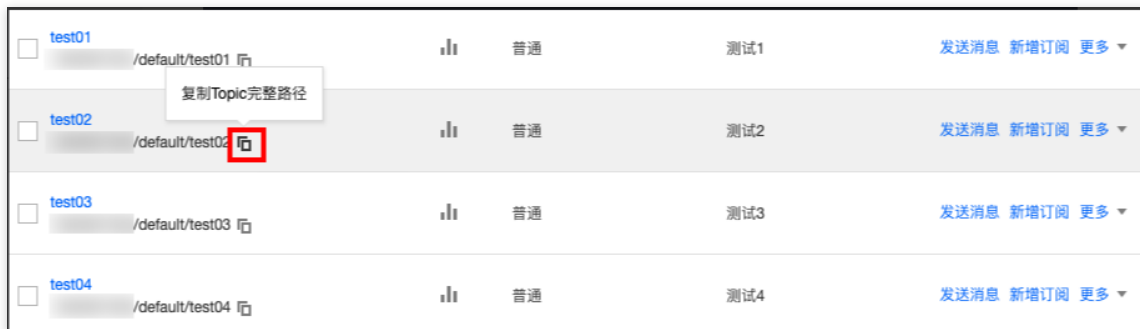 test01
/default/test01
普通
测试1
发送消息 新增订阅 更多
复制Topic完整路径
test02
/default/test02
普通
测试2
发送消息 新增订阅 更多
test03
/default/test03
普通
测试3
发送消息 新增订阅 更多
test04
/default/test04
普通
测试4
发送消息 新增订阅 更多